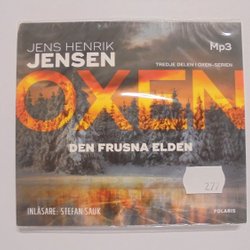 JENS HENRIK
JENSEN
Mp3
TREDJE DELEN I OXEN-SERIEN
OXEN
DEN FRUSNA ELDEN
INLÄSARE: STEFAN SAUK
POLARIS